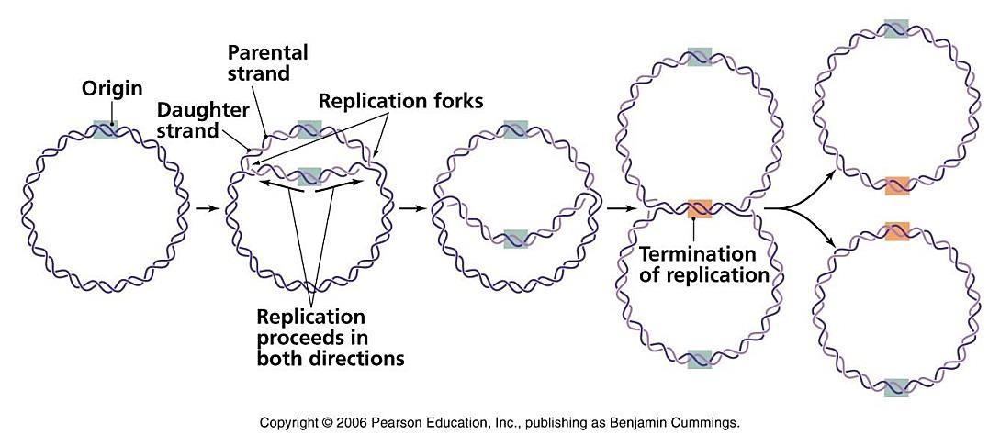 Origin
Parental
strand
Daughter
strand
Replication forks
Replication
proceeds in
both directions
Termination
of replication
Copyright © 2006 Pearson Education, Inc., publishing as Benjamin Cummings.